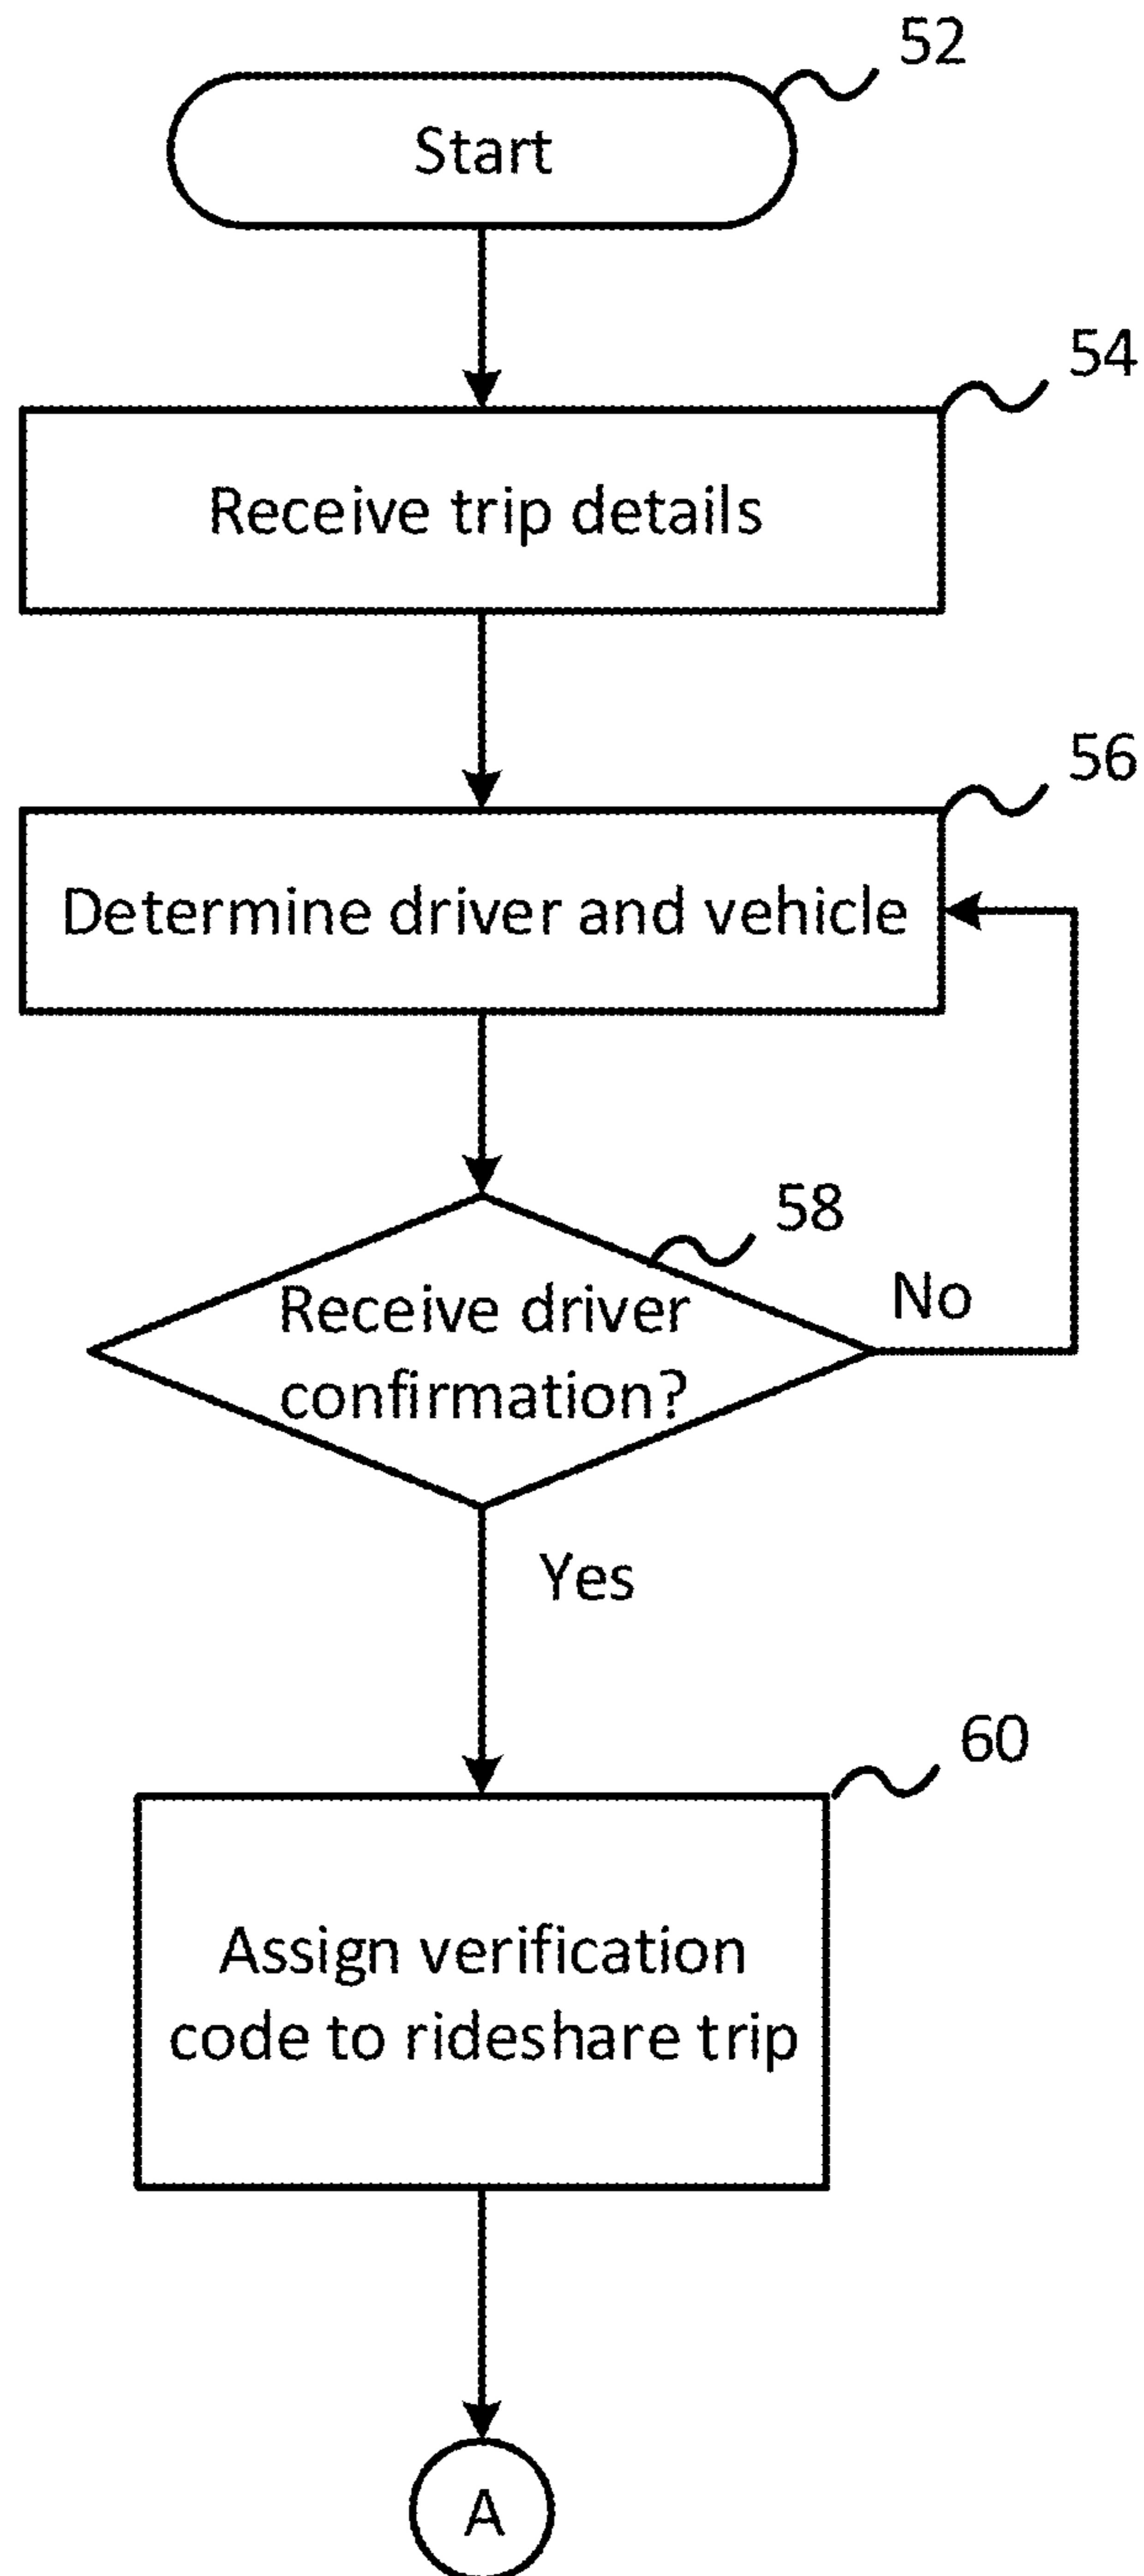 52
Start
54
Receive trip details
56
Determine driver and vehicle
58
Receive driver
confirmation?
No
Yes
60
Assign verification
code to rideshare trip
A